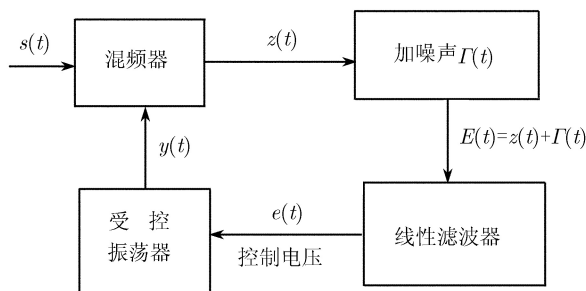 s(t)
混频器
z(t)
加噪声Γ(t)
E(t)=z(t)+Γ(t)
y(t)
受 控
振荡器
e(t)
控制电压
线性滤波器